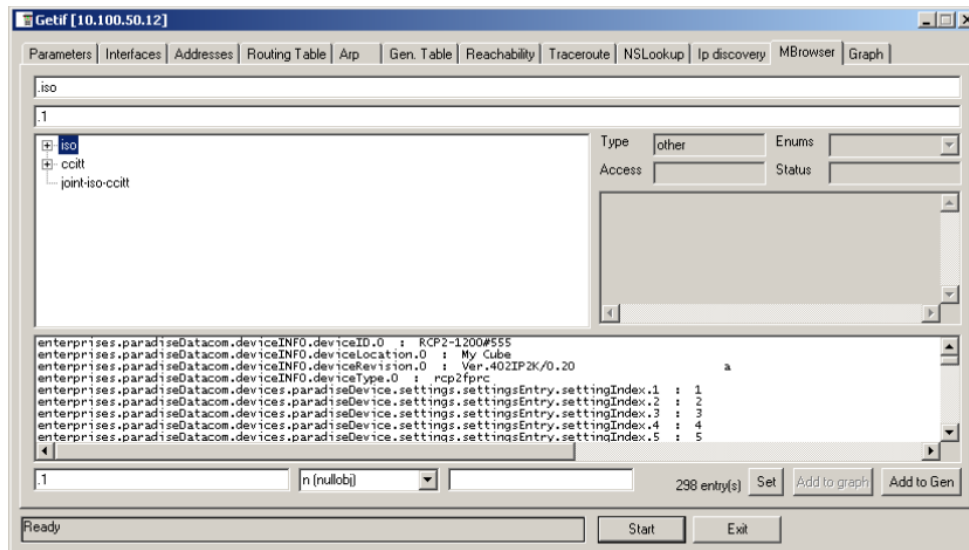 Getif [10.100.50.12]
Parameters Interfaces Addresses Routing Table Arp Gen. Table Reachability Traceroute NSLookup Ip discovery MBrowser Graph
.iso
.1
iso
ccitt
joint-iso-ccitt
Type other Enums
Access Status
enterprises.paradiseDatacom.deviceINFO.deviceID.0 : RCP2-1200#555
enterprises.paradiseDatacom.deviceINFO.deviceLocation.0 : My Cube
enterprises.paradiseDatacom.deviceINFO.deviceRevision.0 : Ver.402IP2K/0.20 a
enterprises.paradiseDatacom.deviceINFO.deviceType.0 : rcp2fprc
enterprises.paradiseDatacom.devices.paradiseDevice.settings.settingsEntry.settingIndex.1 : 1
enterprises.paradiseDatacom.devices.paradiseDevice.settings.settingsEntry.settingIndex.2 : 2
enterprises.paradiseDatacom.devices.paradiseDevice.settings.settingsEntry.settingIndex.3 : 3
enterprises.paradiseDatacom.devices.paradiseDevice.settings.settingsEntry.settingIndex.4 : 4
enterprises.paradiseDatacom.devices.paradiseDevice.settings.settingsEntry.settingIndex.5 : 5
.1 n (nullobj) 298 entry(s) Set Add to graph Add to Gen
Ready Start Exit